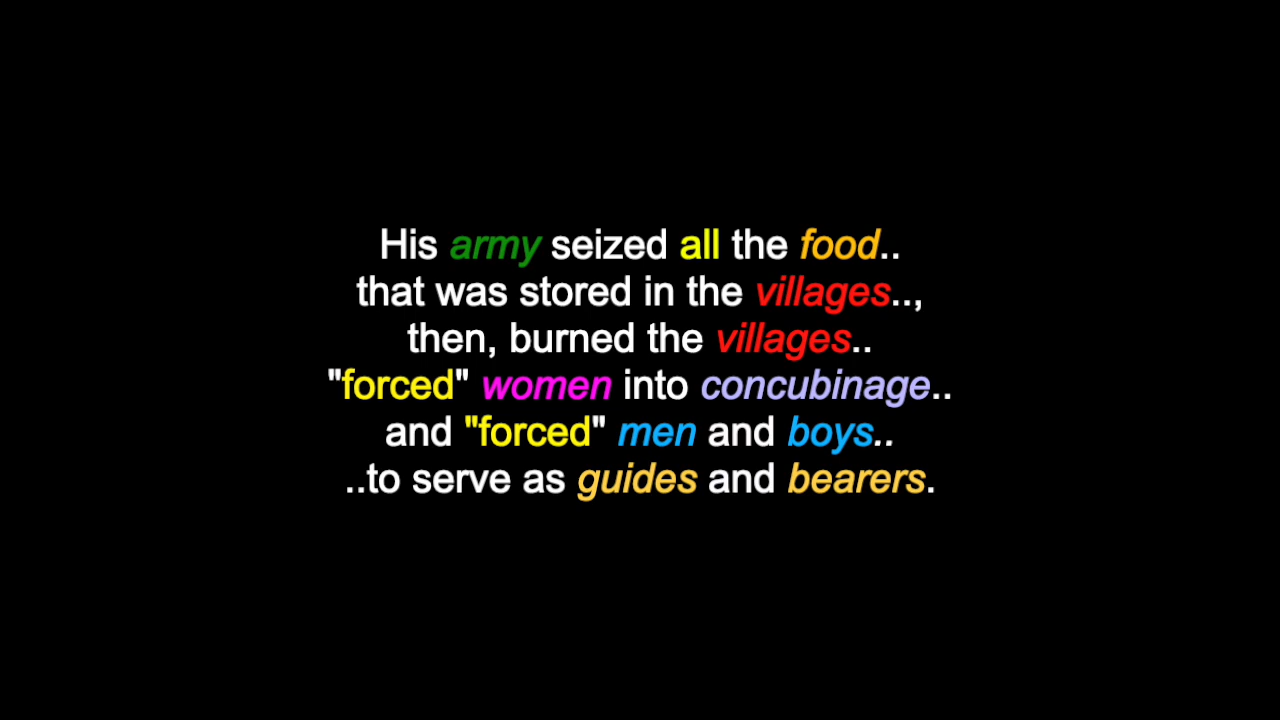 His army seized all the food..
that was stored in the villages..,
then, burned the villages..
"forced" women into concubinage..
and "forced" men and boys..
..to serve as guides and bearers.